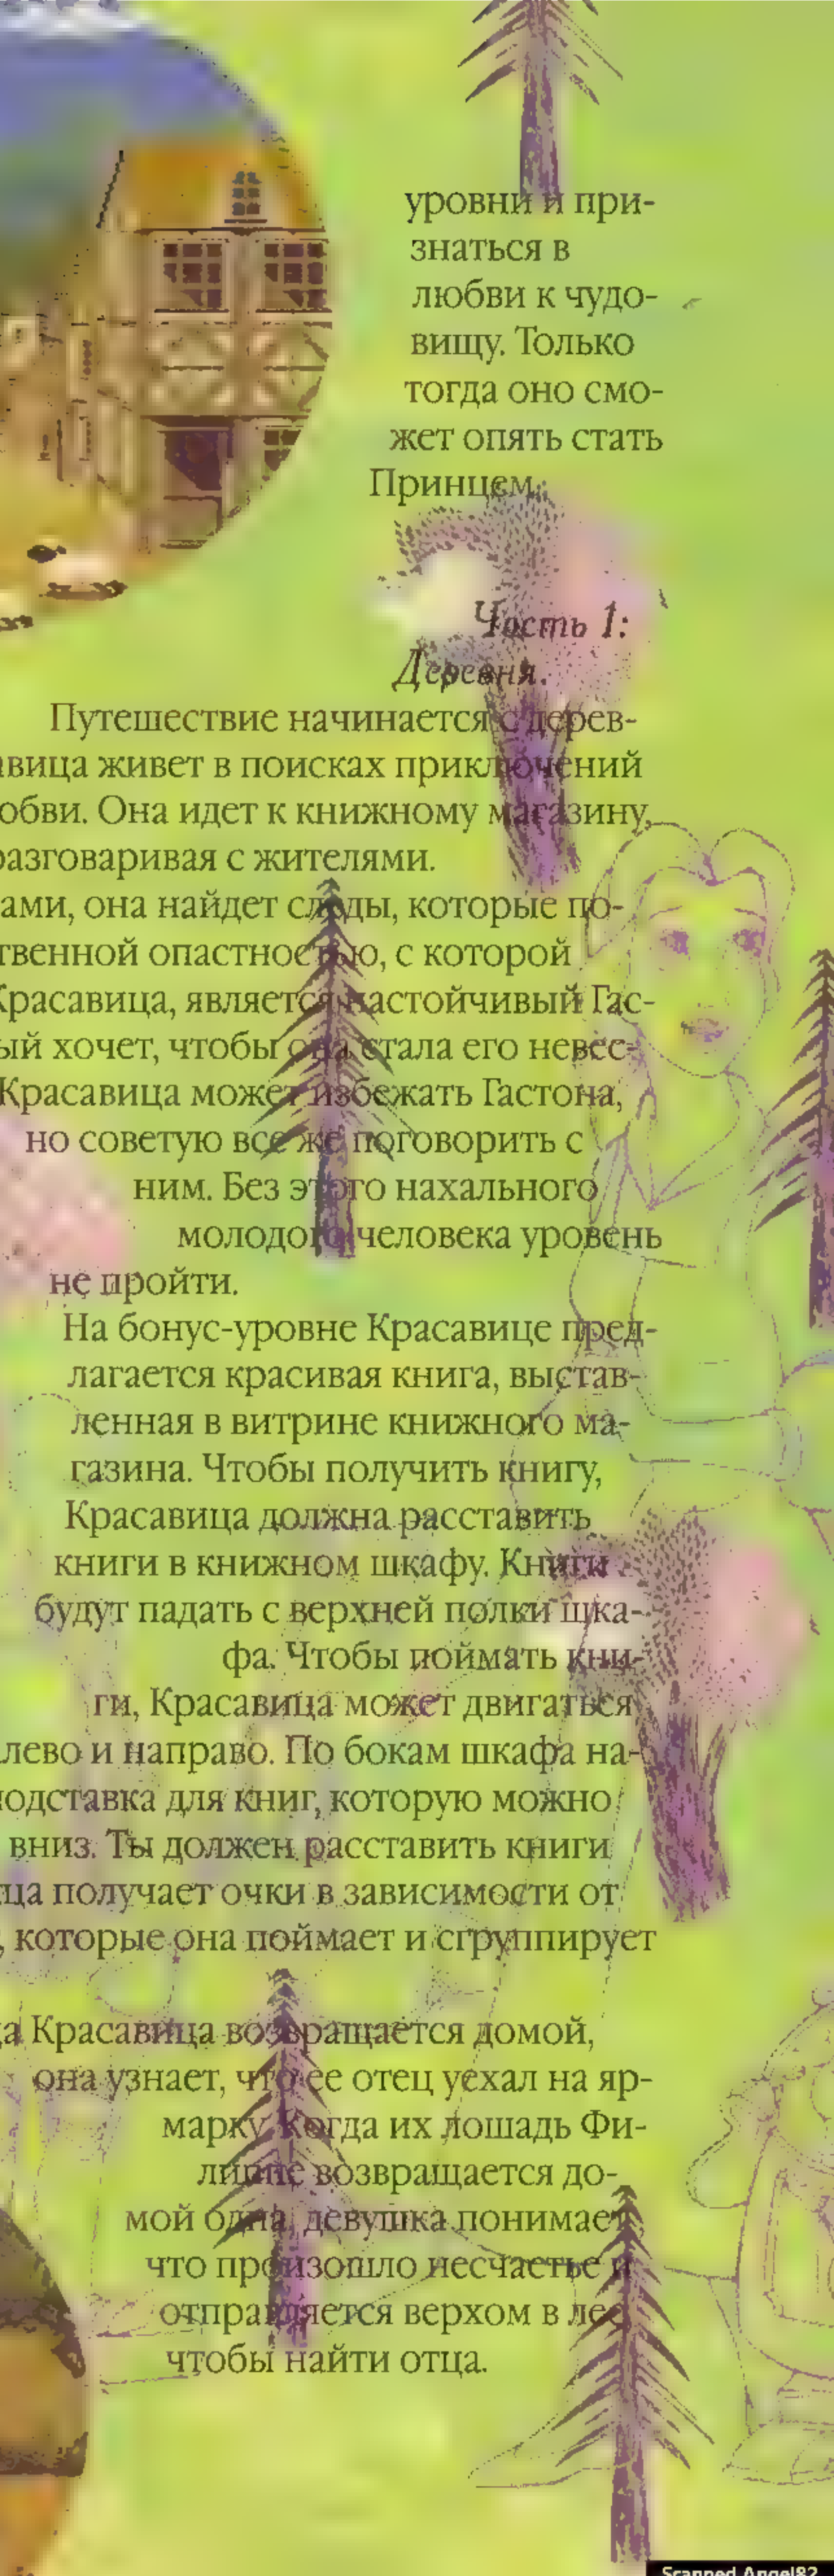 уровни и при-
знаться в
любви к чудо-
вищу. Только
тогда оно смо-
жет опять стать
Принцем.
Часть 1:
Деревня.
Путешествие начинается с дерев-
авица живет в поисках приключений
обви. Она идет к книжному магазину,
разговаривая с жителями.
ами, она найдет следы, которые по-
твенной опасностью, с которой
Красавица, является настойчивый Гас-
ый хочет, чтобы она стала его невес-
Красавица может избежать Гастона,
но советую все же поговорить с
ним. Без этого нахального
молодого человека уровень
не пройти.
На бонус-уровне Красавице пред-
лагается красивая книга, выстав-
ленная в витрине книжного ма-
газина. Чтобы получить книгу,
Красавица должна расставить
книги в книжном шкафу. Книги
будут падать с верхней полки шка-
фа. Чтобы поймать кни-
ги, Красавица может двигаться
лево и направо. По бокам шкафа на-
подставка для книг, которую можно
вниз. Ты должен расставить книги
ца получает очки в зависимости от
, которые она поймает и сгруппирует
да Красавица возвращается домой,
она узнает, что ее отец уехал на яр-
марку. Когда их лошадь Фи-
липпе возвращается до-
мой одна, девушка понимает,
что произошло несчастье и
отправляется верхом в лес,
чтобы найти отца.
Scanned Angel82